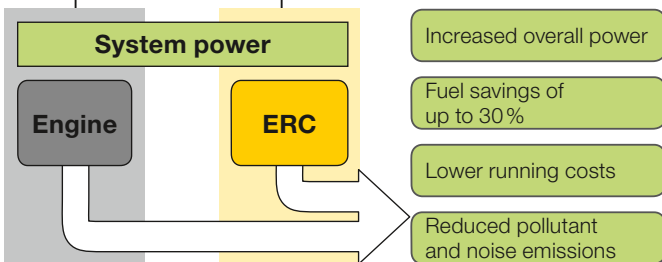 System power
Engine
ERC
Increased overall power
Fuel savings of
up to 30 %
Lower running costs
Reduced pollutant
and noise emissions